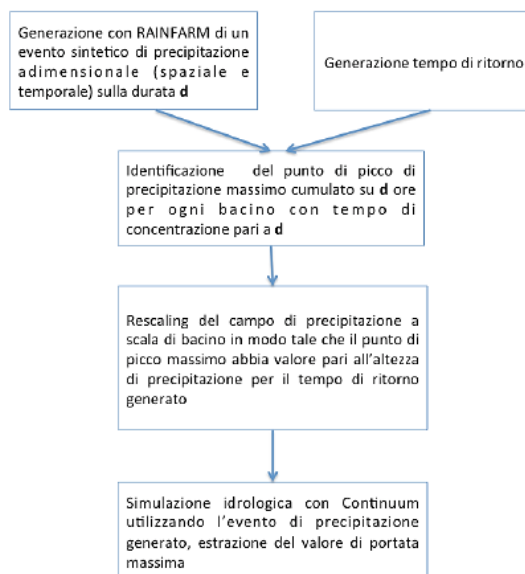 Generazione con RAINFARM di un
evento sintetico di precipitazione
adimensionale (spaziale e
temporale) sulla durata d
Generazione tempo di ritorno
Identificazione del punto di picco di
precipitazione massimo cumulato su d ore
per ogni bacino con tempo di
concentrazione pari a d
Rescaling del campo di precipitazione a
scala di bacino in modo tale che il punto di
picco massimo abbia valore pari all'altezza
di precipitazione per il tempo di ritorno
generato
Simulazione idrologica con Continuum
utilizzando l'evento di precipitazione
generato, estrazione del valore di portata
massima